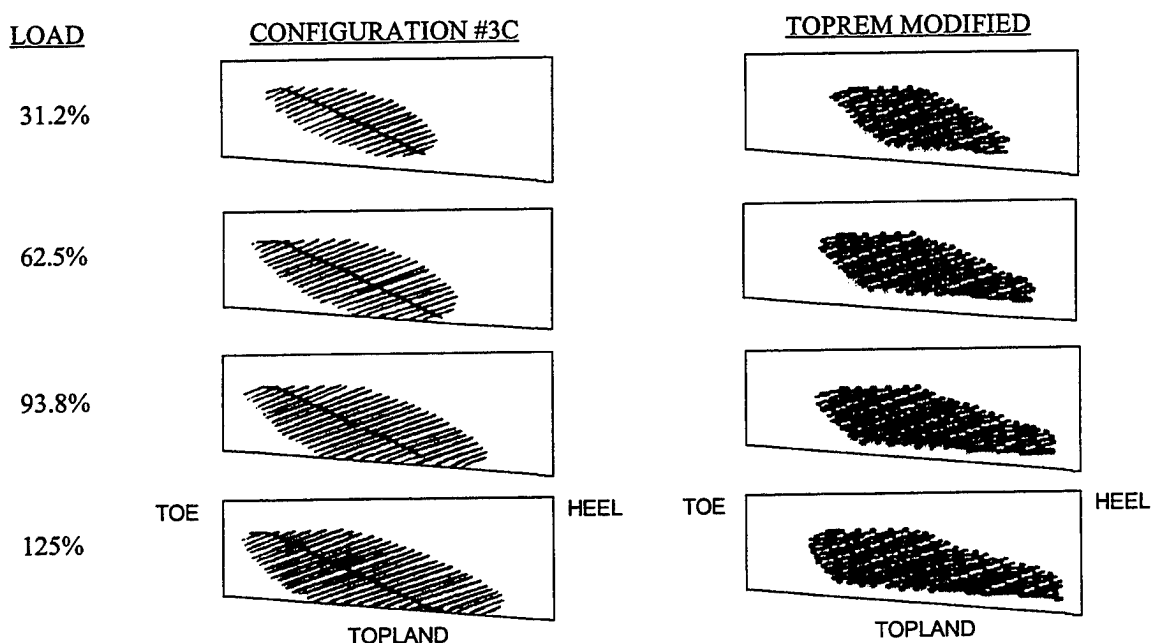 LOAD CONFIGURATION #3C TOPREM MODIFIED
31.2%
62.5%
93.8%
TOE HEEL TOE HEEL
125%
TOPLAND TOPLAND